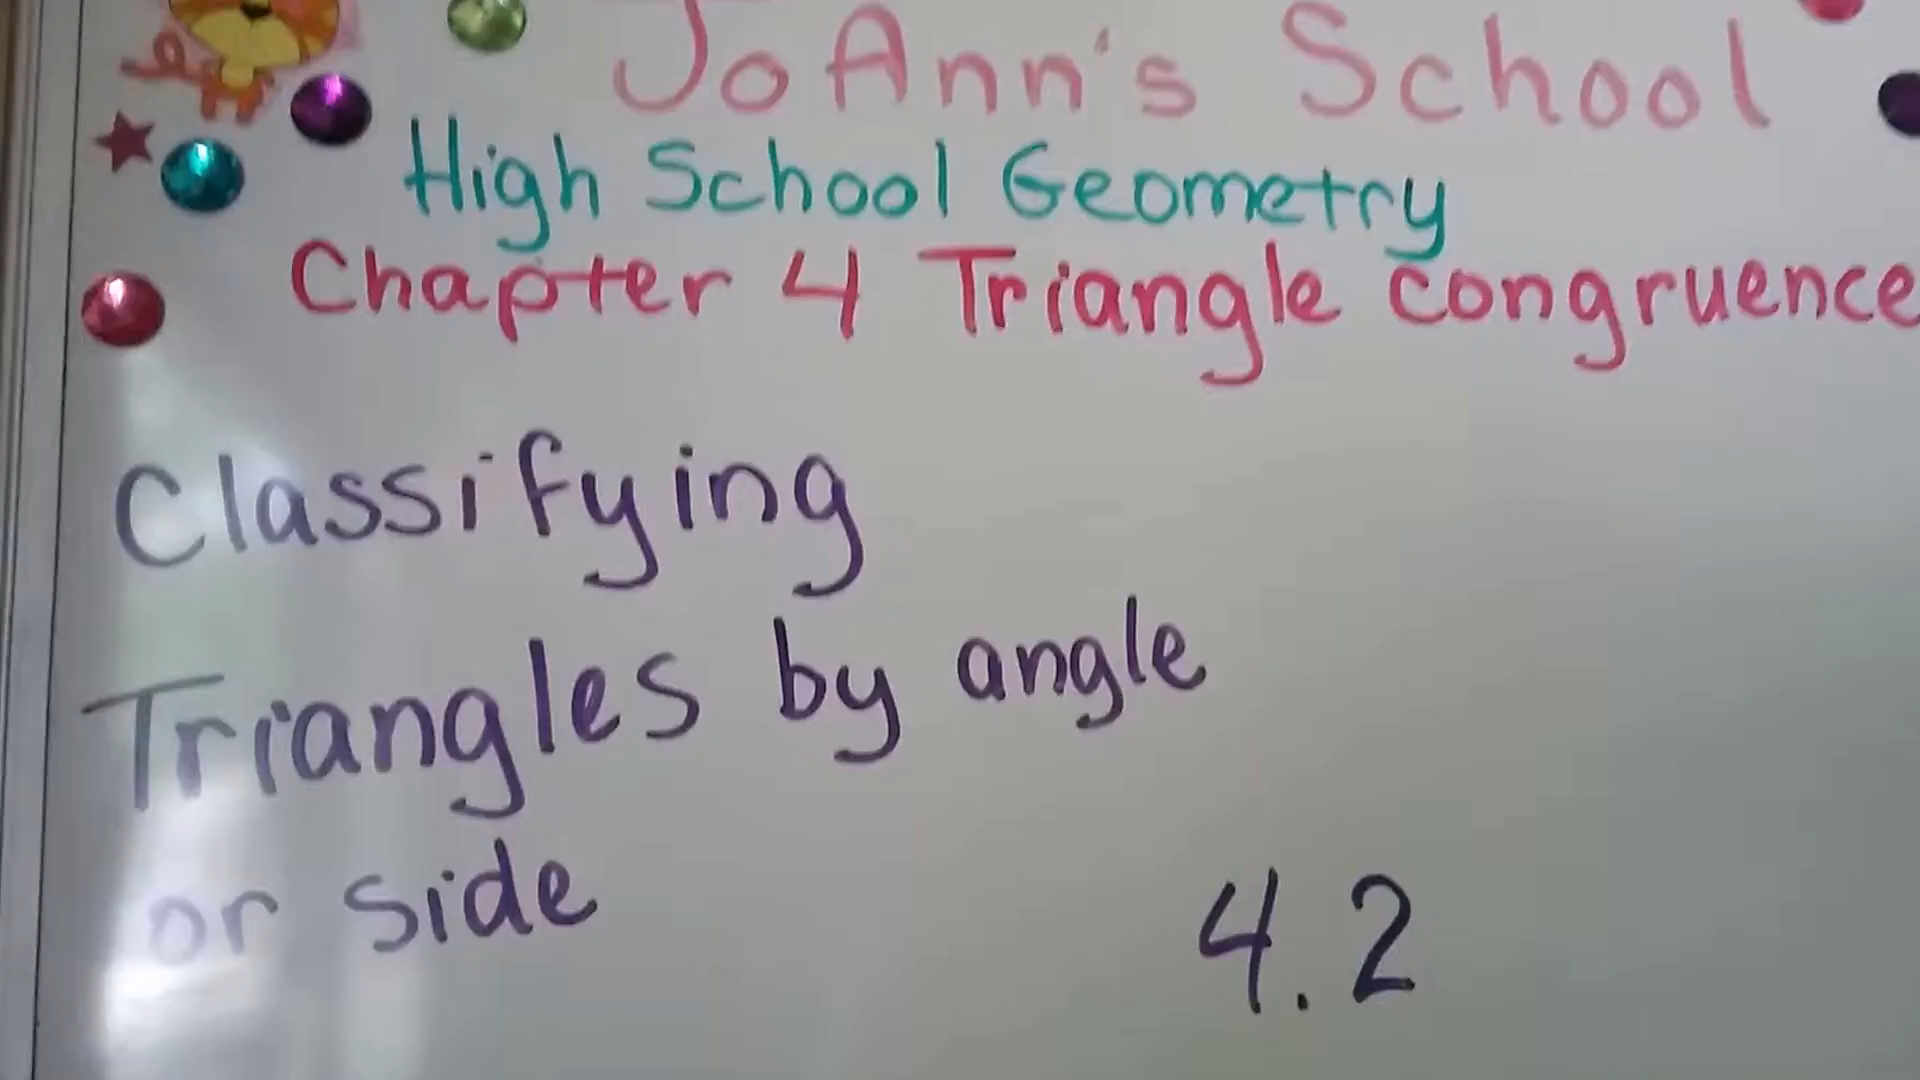 JoAnn's School
High School Geometry
Chapter 4 Triangle congruence
Classifying
Triangles by angle
or side
4.2